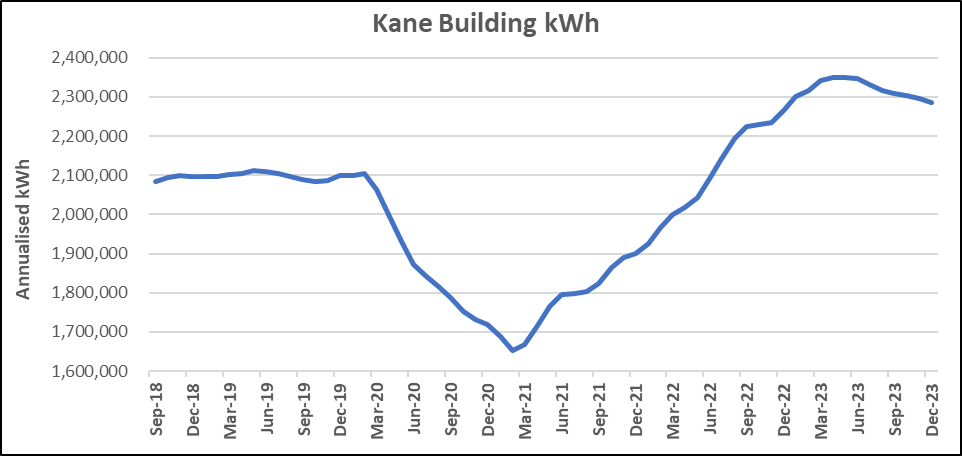 Kane Building kWh
Annualised kWh
2,400,000
2,300,000
2,200,000
2,100,000
2,000,000
1,900,000
1,800,000
1,700,000
1,600,000
Sep-18
Dec-18
Mar-19
Jun-19
Sep-19
Dec-19
Mar-20
Jun-20
Sep-20
Dec-20
Mar-21
Jun-21
Sep-21
Dec-21
Mar-22
Jun-22
Sep-22
Dec-22
Mar-23
Jun-23
Sep-23
Dec-23